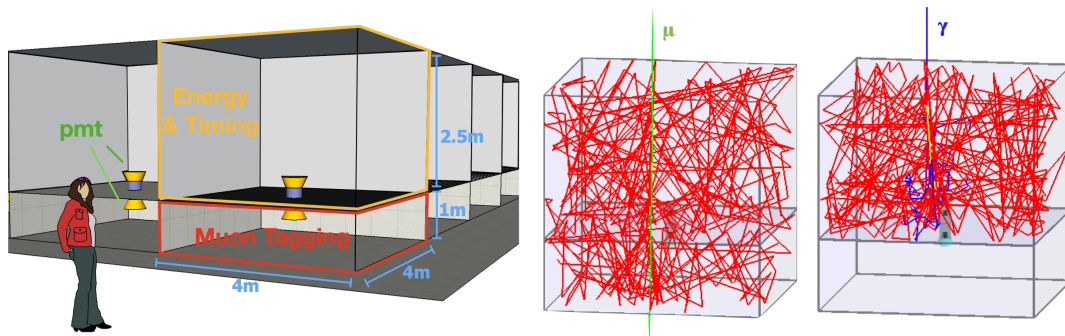 Energy
& Timing
pmt
2.5m
1m
Muon Tagging
4m
4m
μ
γ